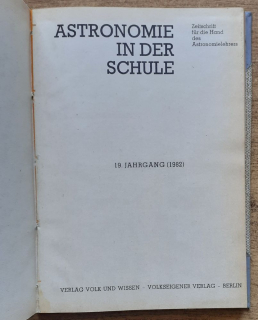 ASTRONOMIE
IN DER
SCHULE
Zeitschrift
für die Hand
des
Astronomielehrers
19. JAHRGANG (1982)
VERLAG VOLK UND WISSEN - VOLKSEIGENER VERLAG - BERLIN